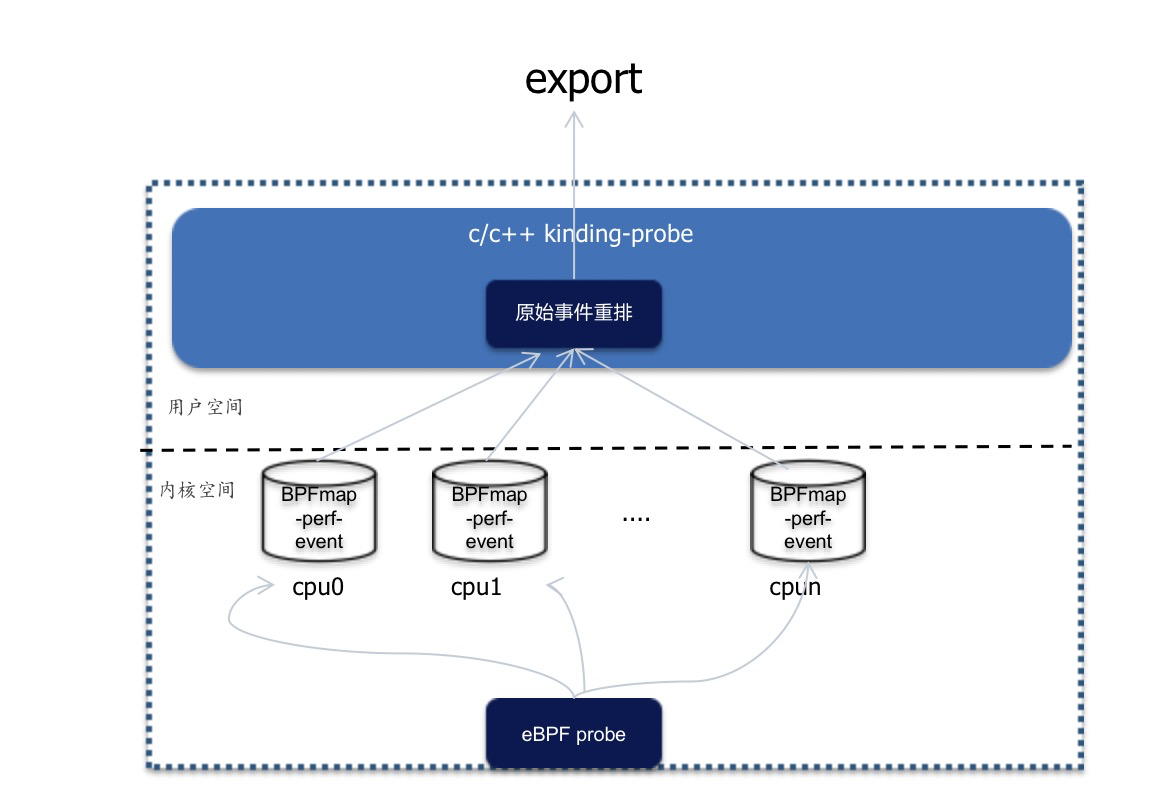 export
c/c++ kinding-probe
原始事件重排
用户空间
内核空间
BPFmap
-perf-
event
BPFmap
-perf-
event
....
BPFmap
-perf-
event
cpu0
cpu1
cpun
eBPF probe